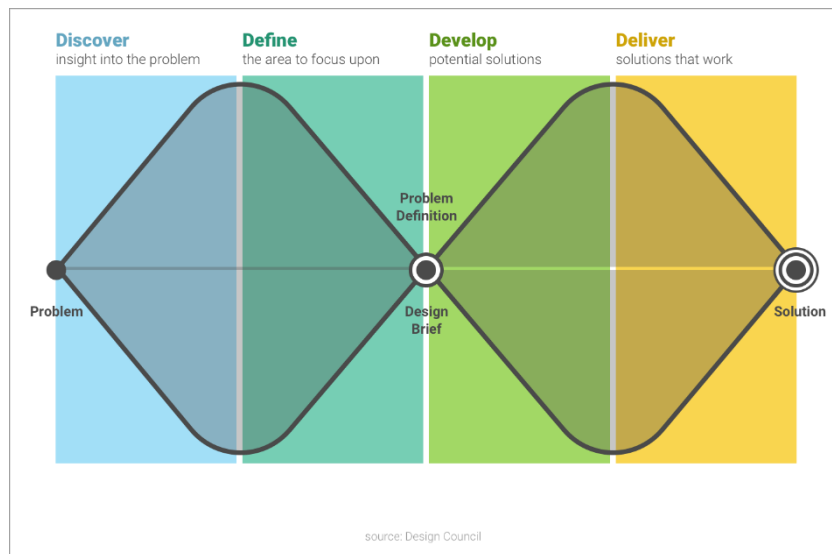 Discover
insight into the problem
Define
the area to focus upon
Develop
potential solutions
Deliver
solutions that work
Problem
Definition
Problem
Design
Brief
Solution
source: Design Council